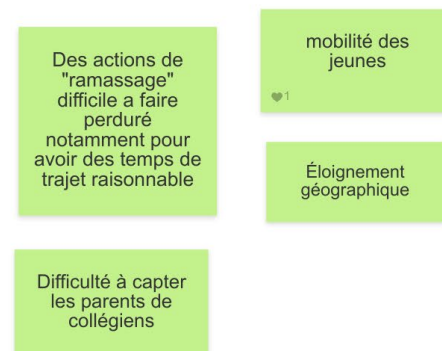 Des actions de
"ramassage"
difficile a faire
perduré
notamment pour
avoir des temps de
trajet raisonnable
mobilité des
jeunes
1
Éloignement
géographique
Difficulté à capter
les parents de
collégiens